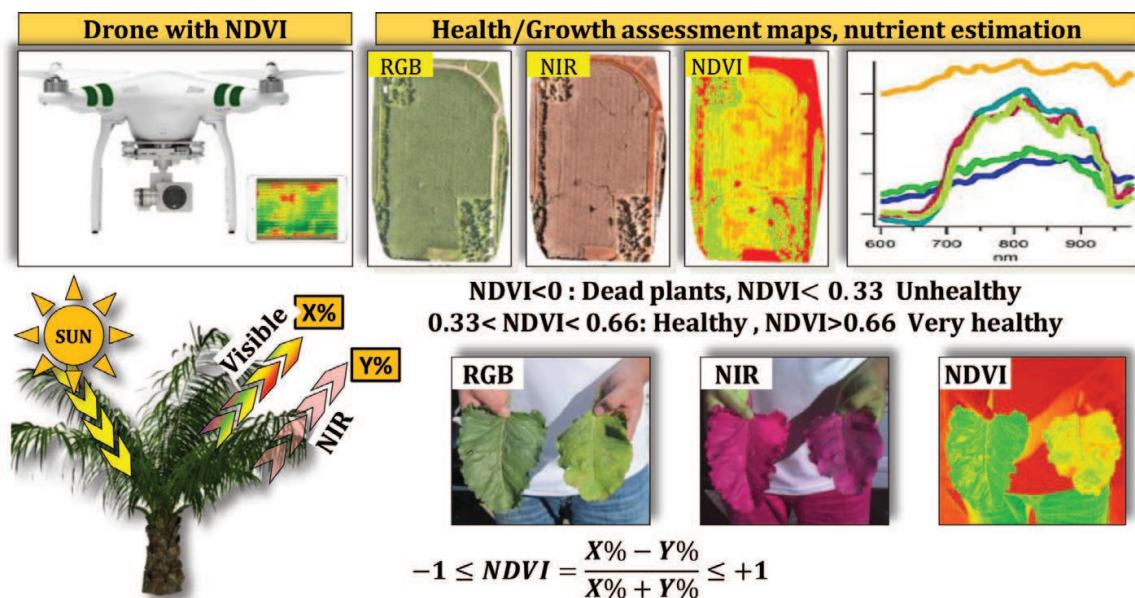 Drone with NDVI
Health/Growth assessment maps, nutrient estimation
RGB
NIR
NDVI
600 700 800 900
nm
NDVI<0 : Dead plants, NDVI< 0.33 Unhealthy
0.33< NDVI< 0.66: Healthy , NDVI>0.66 Very healthy
SUN
Visible
X%
Y%
NIR
RGB
NIR
NDVI
−1 ≤ NDVI = X% − Y% / X% + Y% ≤ +1